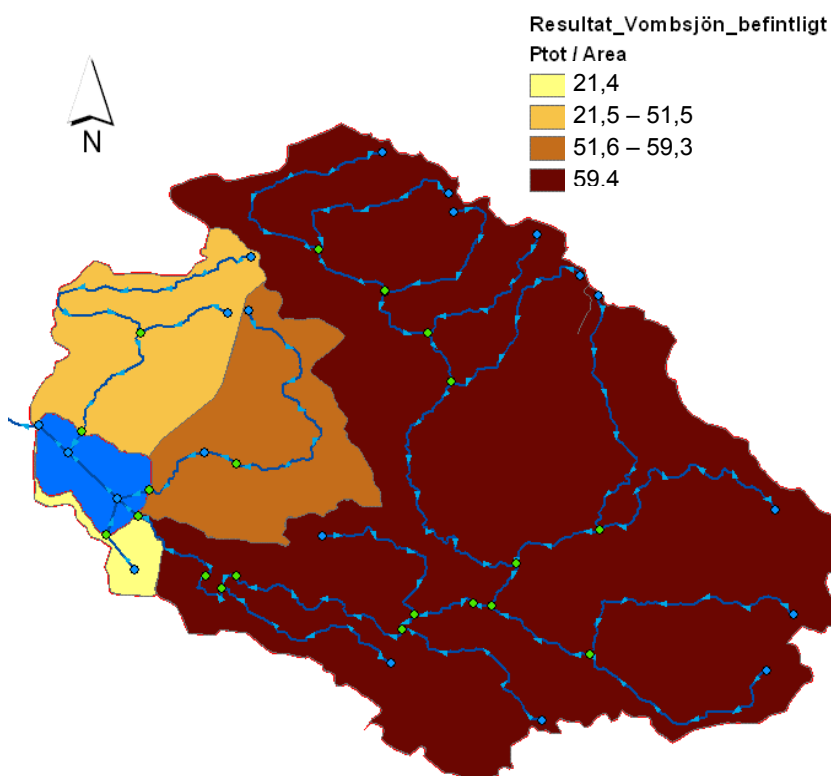 Resultat_Vombsjön_befintligt
Ptot / Area
21,4
21,5 – 51,5
51,6 – 59,3
59,4
N